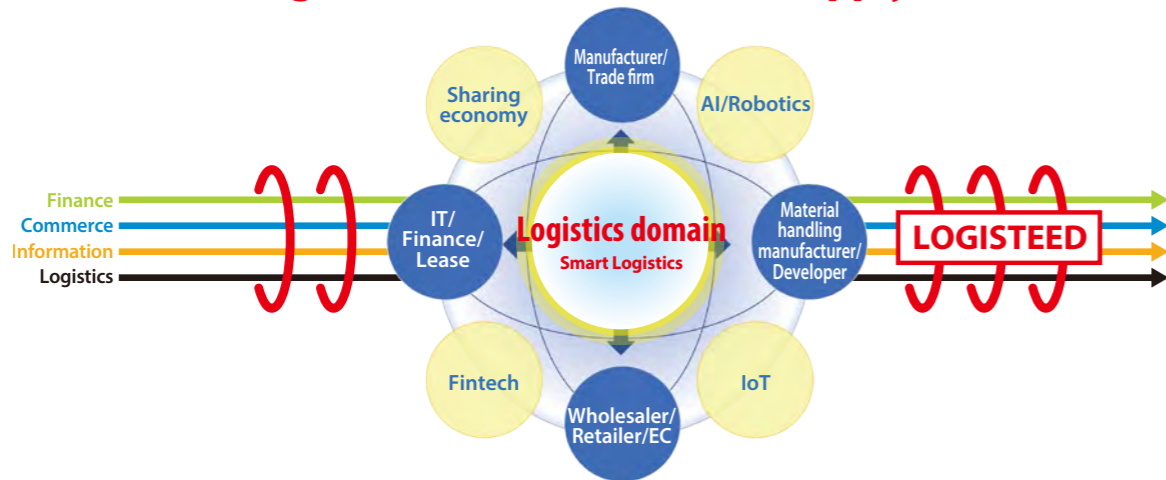 Manufacturer/
Trade firm
Sharing
economy
AI/Robotics
Finance
Commerce
Information
Logistics
IT/
Finance/
Lease
Logistics domain
Smart Logistics
Material
handling
manufacturer/
Developer
LOGISTEED
Fintech
IoT
Wholesaler/
Retailer/EC